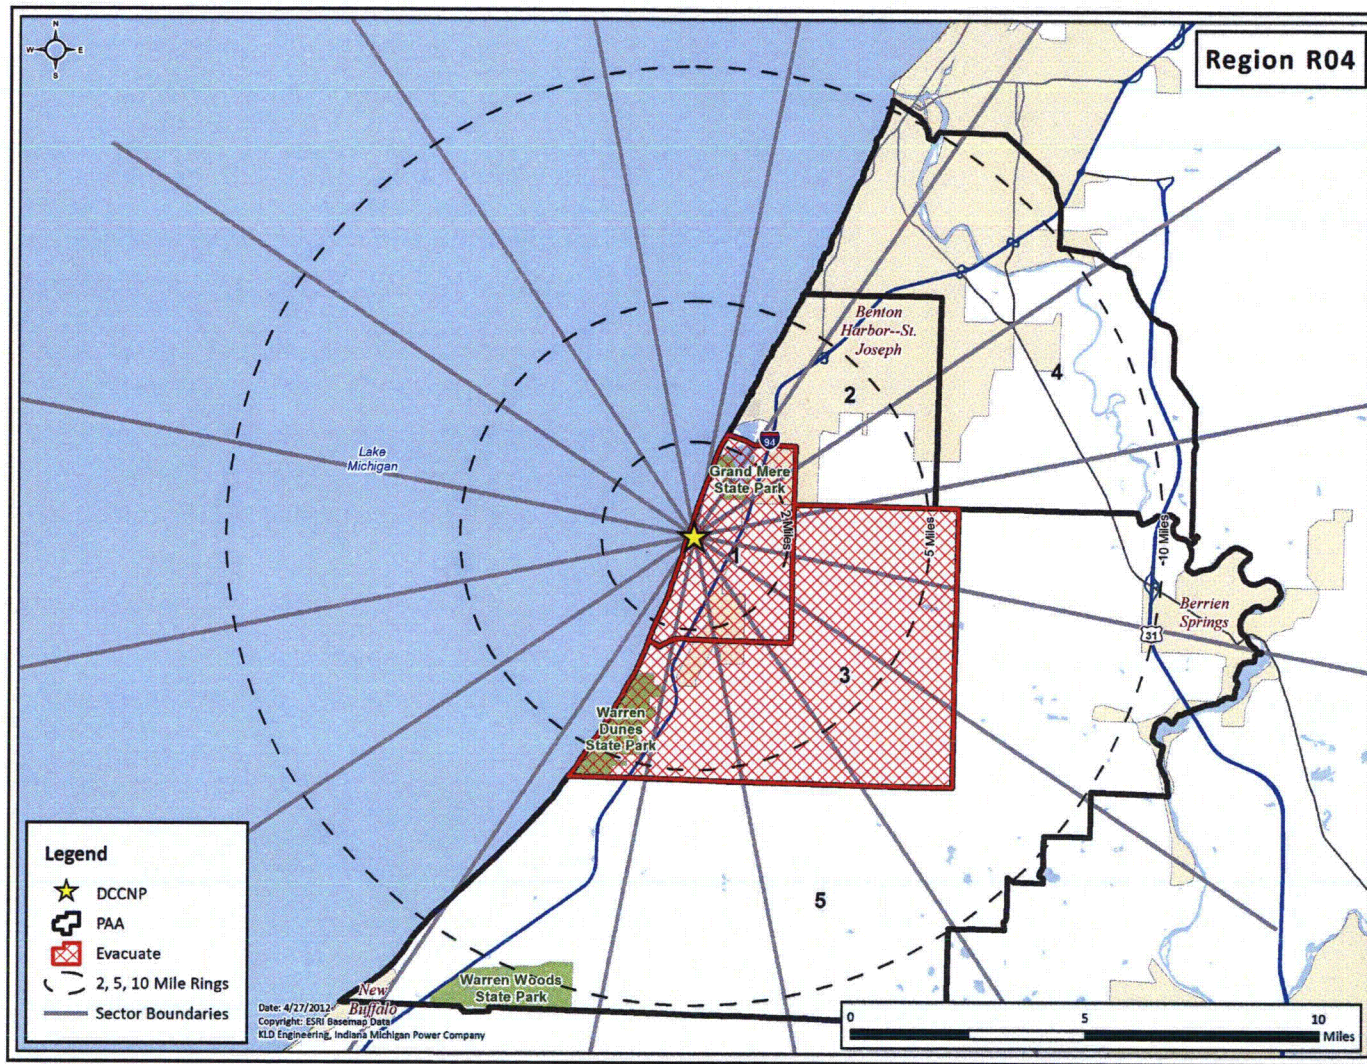 N
W E
S
Region R04
Benton
Harbor--St.
Joseph
4
2
94
Lake
Michigan
Grand Mere
State Park
2 Miles
5 Miles
10 Miles
1
Berrien
Springs
31
3
Warren
Dunes
State Park
Legend
DCCNP
PAA
Evacuate
2, 5, 10 Mile Rings
Sector Boundaries
5
Warren Woods
State Park
New
Buffalo
Date: 4/27/2012
Copyright: ESRI Basemap Data
KLD Engineering, Indiana Michigan Power Company
0 5 10
Miles